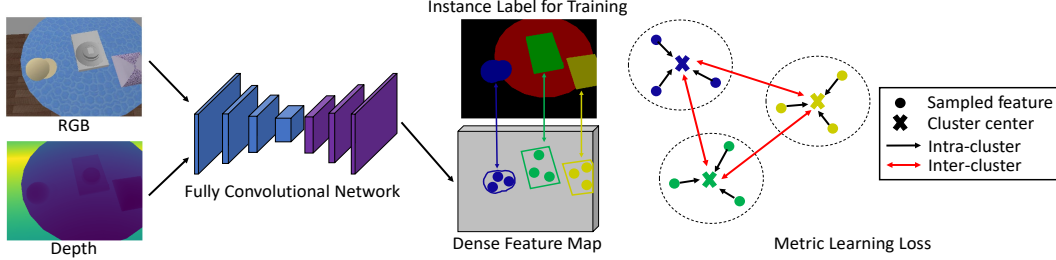 Instance Label for Training
RGB
Depth
Fully Convolutional Network
Dense Feature Map
Metric Learning Loss
Sampled feature
Cluster center
Intra-cluster
Inter-cluster